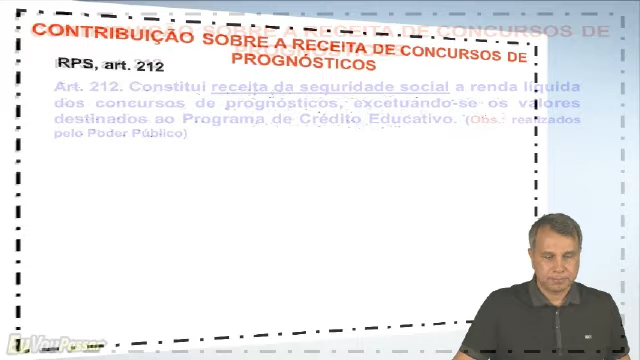 CONTRIBUIÇÃO SOBRE A RECEITA DE CONCURSOS DE
PROGNÓSTICOS
RPS, art. 212
Art. 212. Constitui receita da seguridade social a renda líquida
dos concursos de prognósticos, excetuando-se os valores
destinados ao Programa de Crédito Educativo. (Obs.: realizados
pelo Poder Público)
EuVouPassar